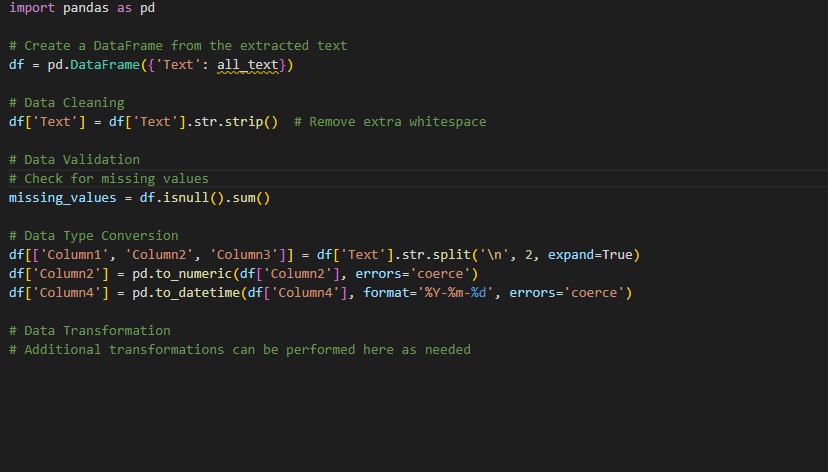 import pandas as pd
# Create a DataFrame from the extracted text
df = pd.DataFrame({'Text': all_text})
# Data Cleaning
df['Text'] = df['Text'].str.strip()  # Remove extra whitespace
# Data Validation
# Check for missing values
missing_values = df.isnull().sum()
# Data Type Conversion
df[['Column1', 'Column2', 'Column3']] = df['Text'].str.split('\n', 2, expand=True)
df['Column2'] = pd.to_numeric(df['Column2'], errors='coerce')
df['Column4'] = pd.to_datetime(df['Column4'], format='%Y-%m-%d', errors='coerce')
# Data Transformation
# Additional transformations can be performed here as needed